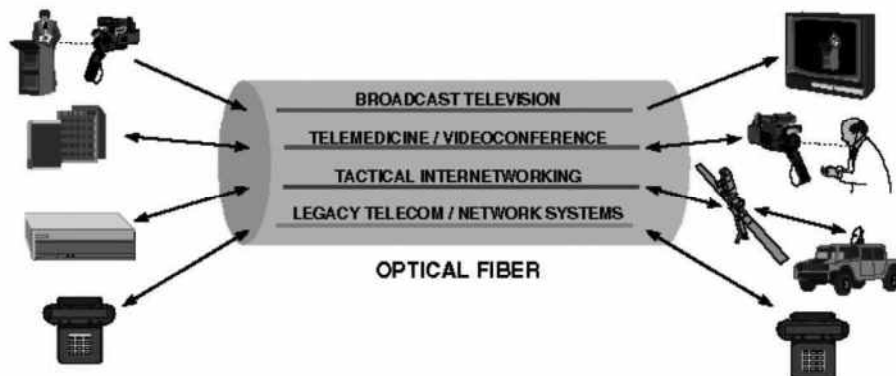 BROADCAST TELEVISION
TELEMEDICINE / VIDEOCONFERENCE
TACTICAL INTERNETWORKING
LEGACY TELECOM / NETWORK SYSTEMS
OPTICAL FIBER